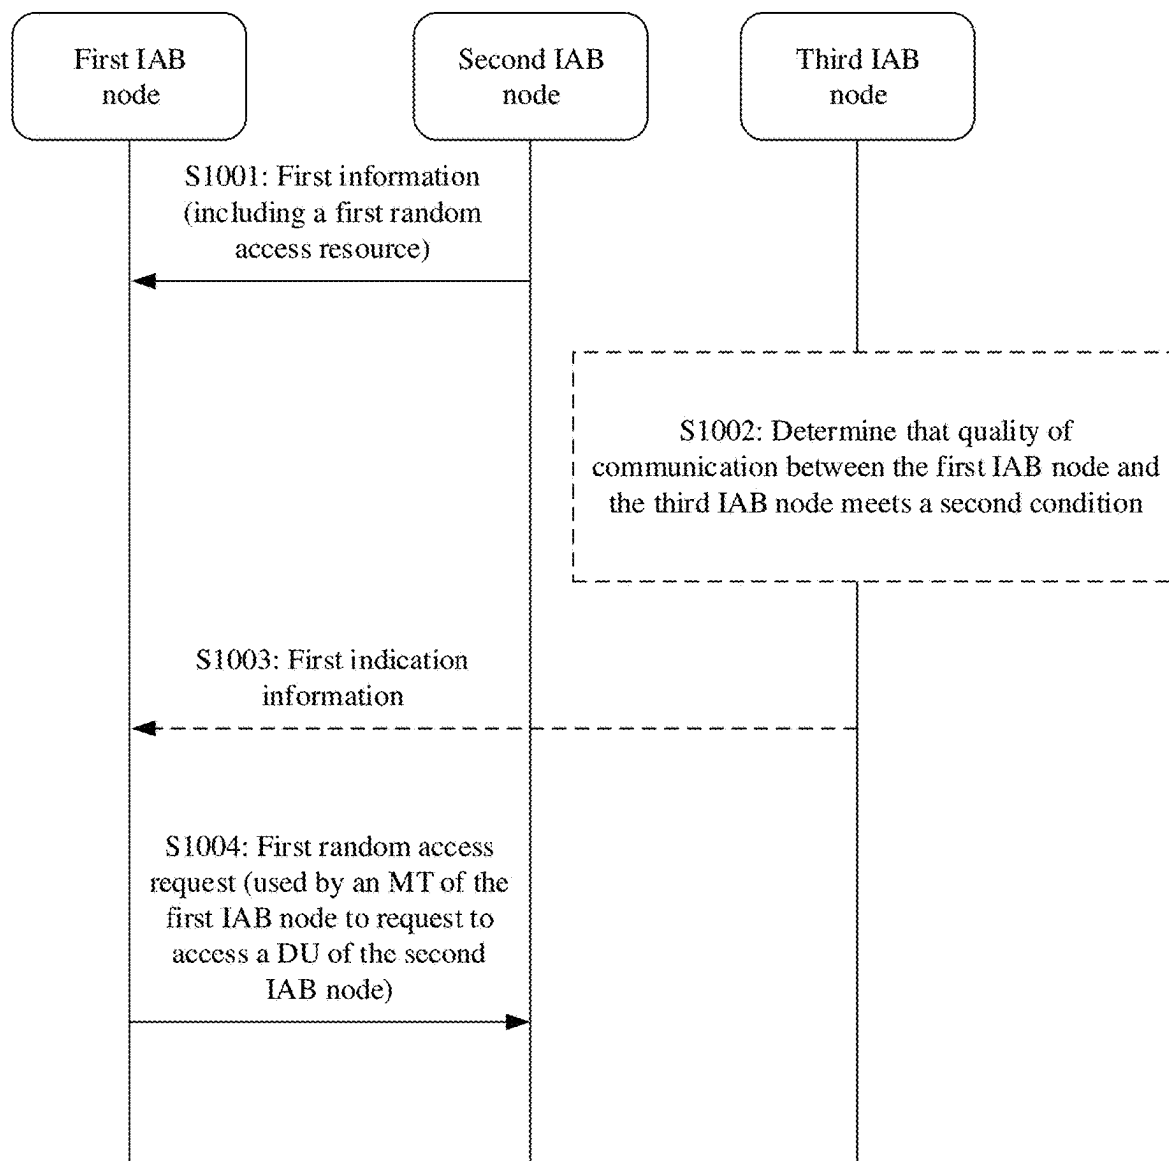 First IAB
node
Second IAB
node
Third IAB
node
S1001: First information
(including a first random
access resource)
S1002: Determine that quality of
communication between the first IAB node and
the third IAB node meets a second condition
S1003: First indication
information
S1004: First random access
request (used by an MT of the
first IAB node to request to
access a DU of the second
IAB node)